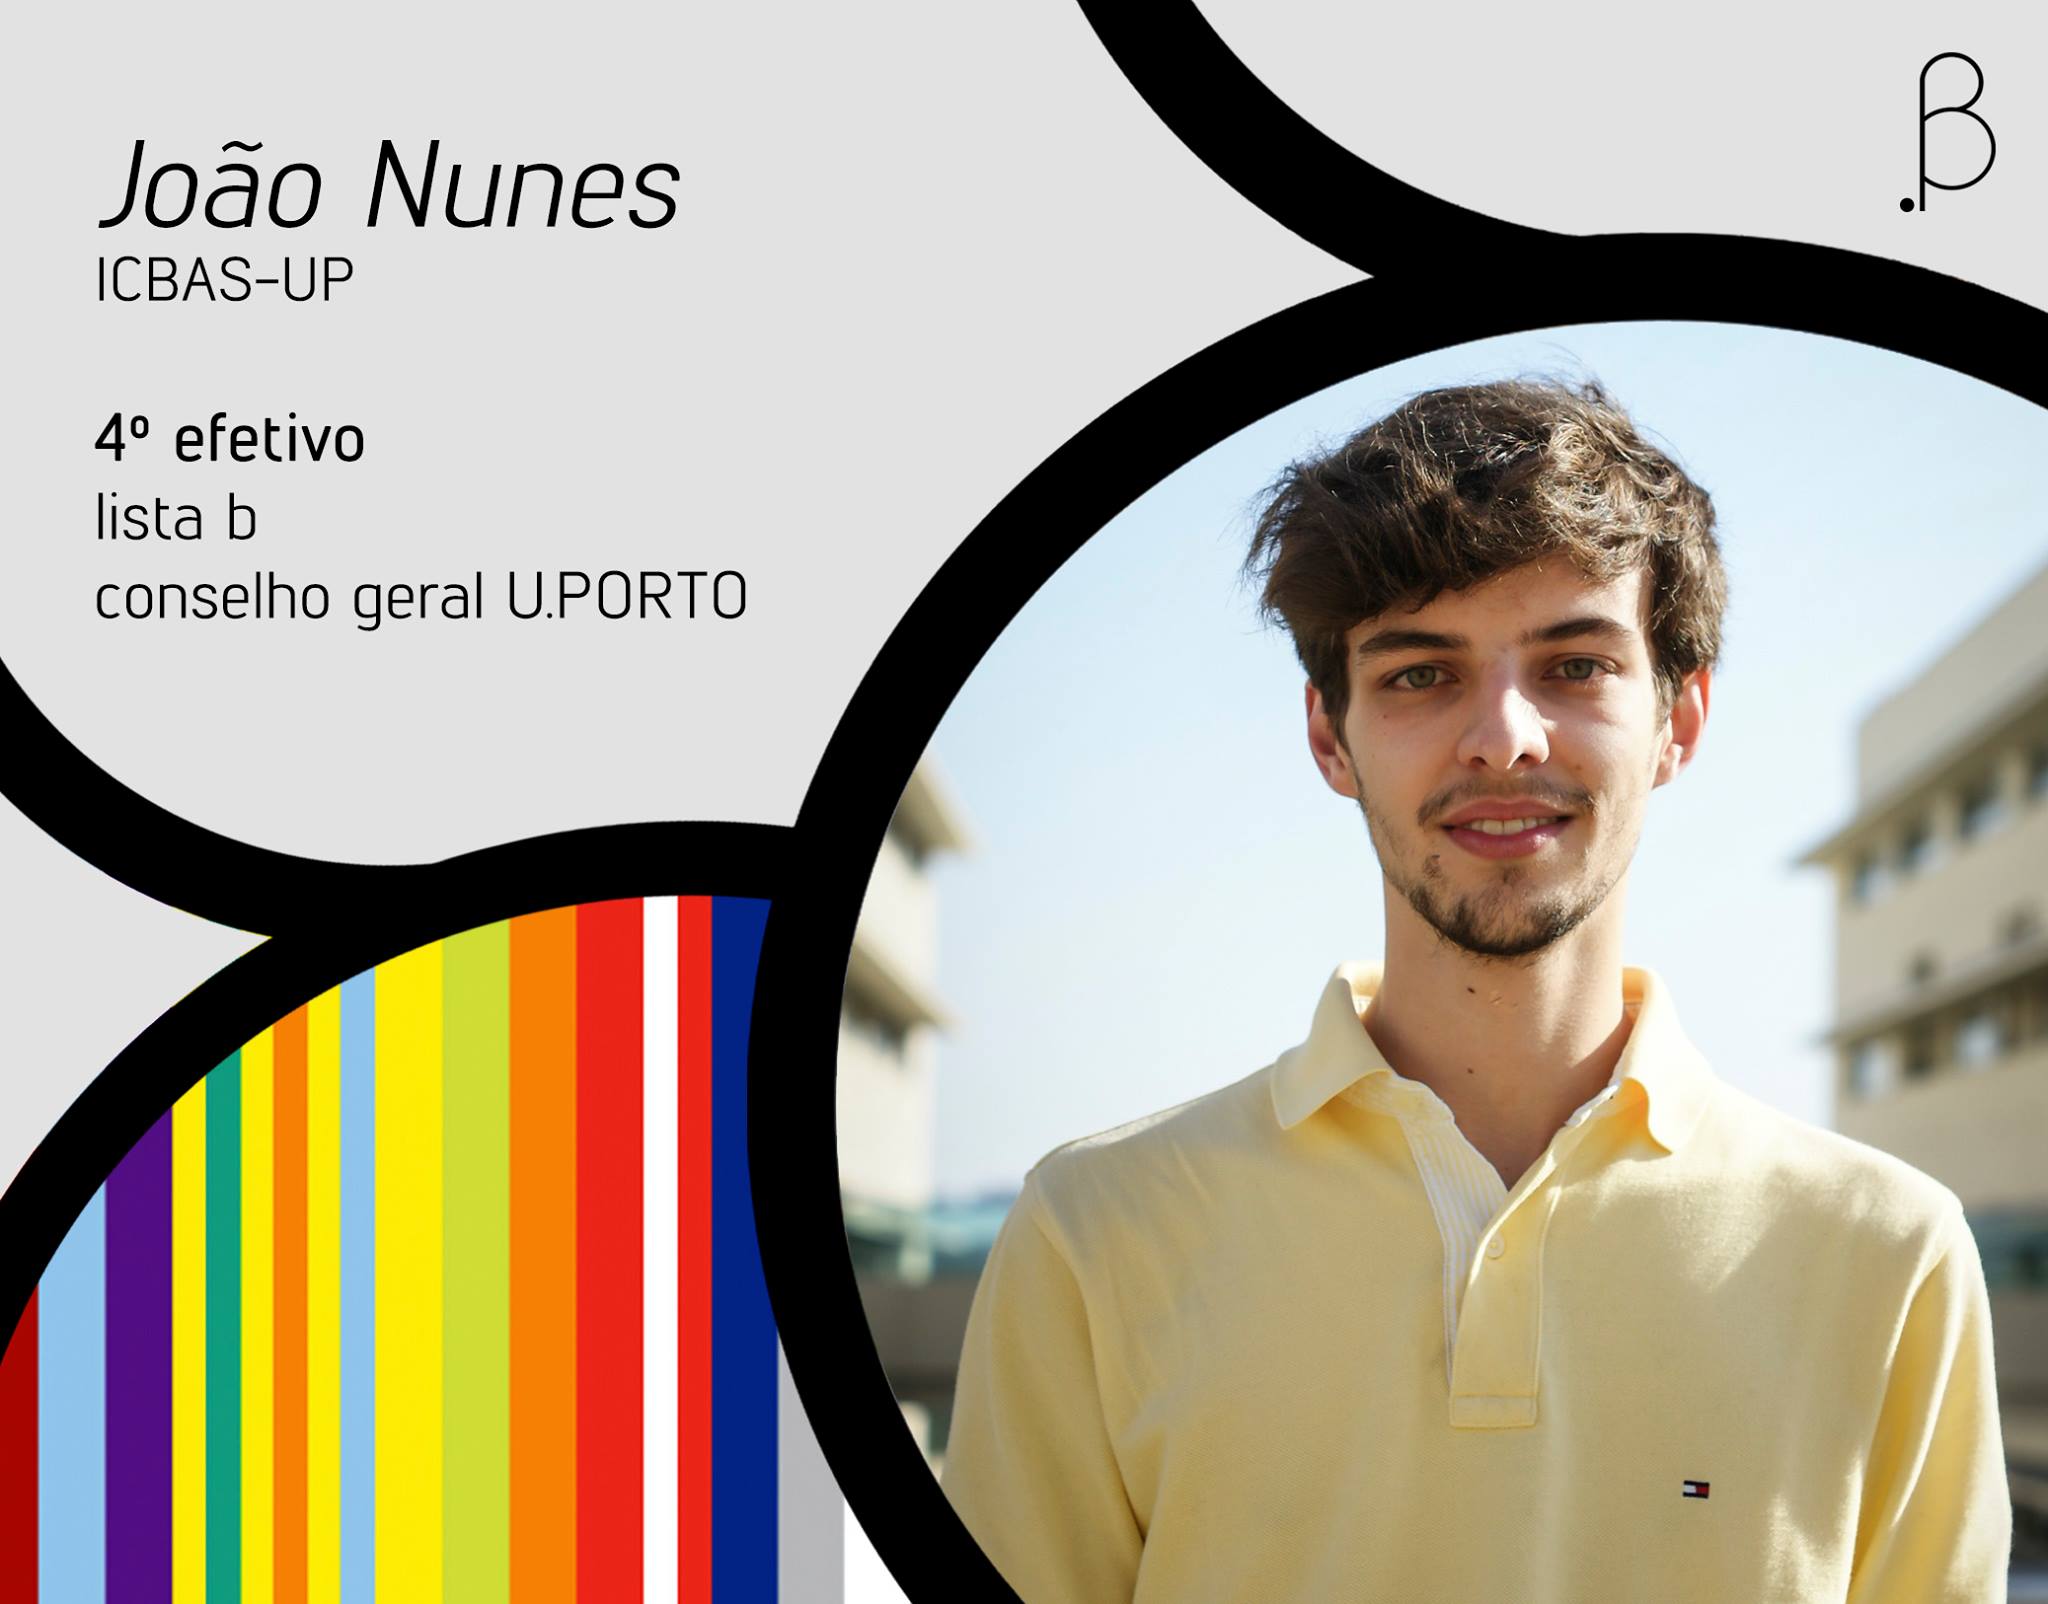 João Nunes
ICBAS-UP
4º efetivo
lista b
conselho geral U.PORTO
.β